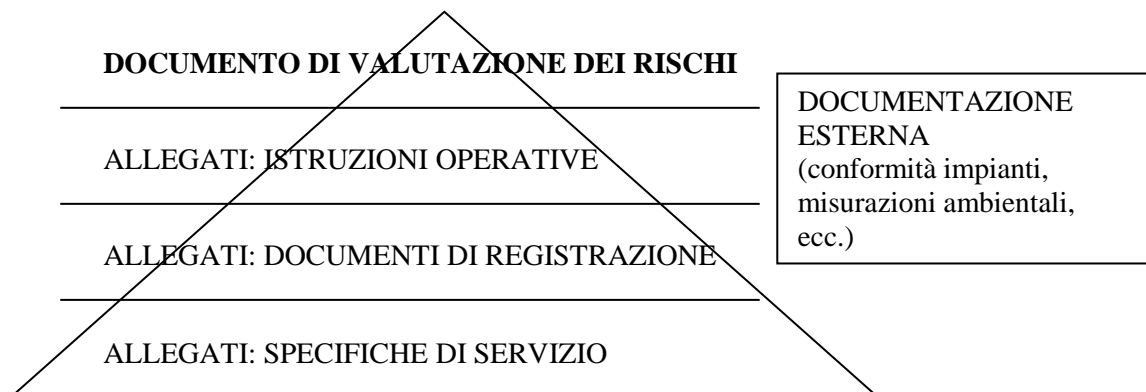 DOCUMENTO DI VALUTAZIONE DEI RISCHI
ALLEGATI: ISTRUZIONI OPERATIVE
ALLEGATI: DOCUMENTI DI REGISTRAZIONE
ALLEGATI: SPECIFICHE DI SERVIZIO
DOCUMENTAZIONE
ESTERNA
(conformità impianti,
misurazioni ambientali,
ecc.)